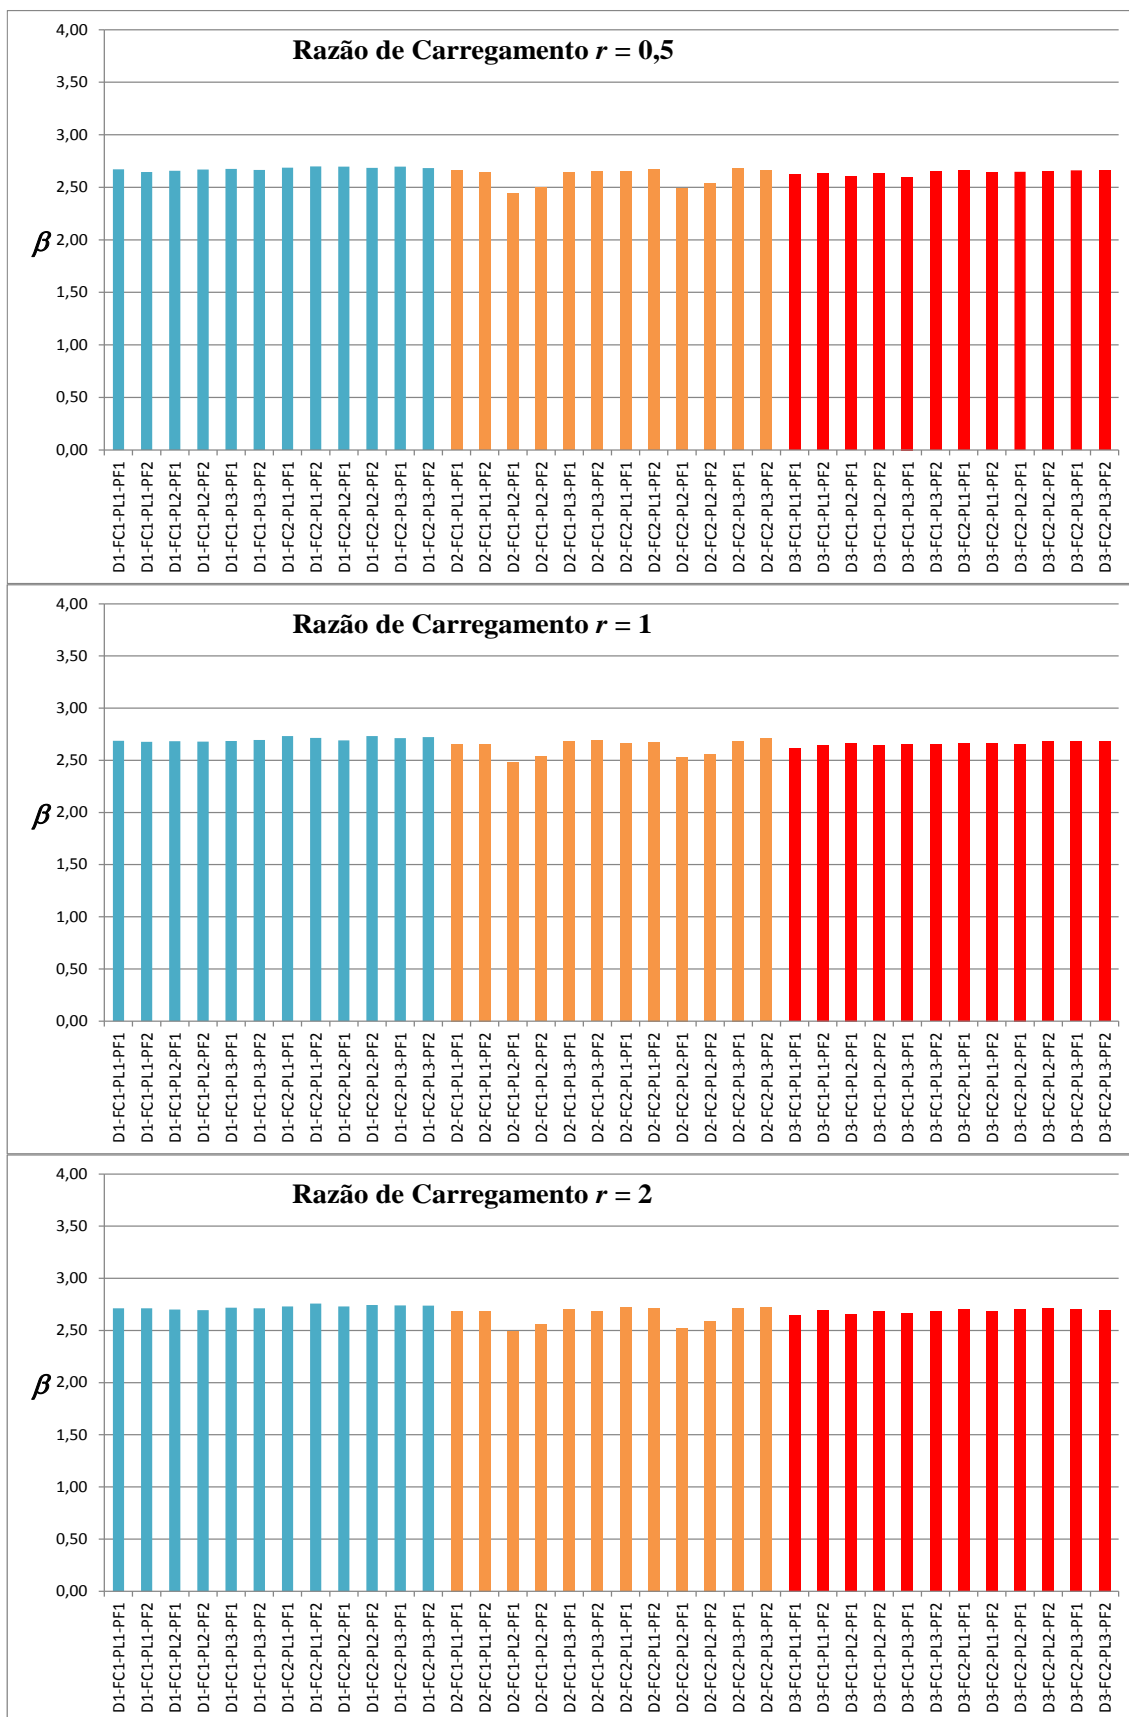 Razão de Carregamento r = 0,5
4,00
3,50
3,00
2,50
2,00
1,50
1,00
0,50
0,00
β
D1-FC1-PL1-PF1
D1-FC1-PL1-PF2
D1-FC1-PL2-PF1
D1-FC1-PL2-PF2
D1-FC1-PL3-PF1
D1-FC1-PL3-PF2
D1-FC2-PL1-PF1
D1-FC2-PL1-PF2
D1-FC2-PL2-PF1
D1-FC2-PL2-PF2
D1-FC2-PL3-PF1
D1-FC2-PL3-PF2
D2-FC1-PL1-PF1
D2-FC1-PL1-PF2
D2-FC1-PL2-PF1
D2-FC1-PL2-PF2
D2-FC1-PL3-PF1
D2-FC1-PL3-PF2
D2-FC2-PL1-PF1
D2-FC2-PL1-PF2
D2-FC2-PL2-PF1
D2-FC2-PL2-PF2
D2-FC2-PL3-PF1
D2-FC2-PL3-PF2
D3-FC1-PL1-PF1
D3-FC1-PL1-PF2
D3-FC1-PL2-PF1
D3-FC1-PL2-PF2
D3-FC1-PL3-PF1
D3-FC1-PL3-PF2
D3-FC2-PL1-PF1
D3-FC2-PL1-PF2
D3-FC2-PL2-PF1
D3-FC2-PL2-PF2
D3-FC2-PL3-PF1
D3-FC2-PL3-PF2
Razão de Carregamento r = 1
4,00
3,50
3,00
2,50
2,00
1,50
1,00
0,50
0,00
β
D1-FC1-PL1-PF1
D1-FC1-PL1-PF2
D1-FC1-PL2-PF1
D1-FC1-PL2-PF2
D1-FC1-PL3-PF1
D1-FC1-PL3-PF2
D1-FC2-PL1-PF1
D1-FC2-PL1-PF2
D1-FC2-PL2-PF1
D1-FC2-PL2-PF2
D1-FC2-PL3-PF1
D1-FC2-PL3-PF2
D2-FC1-PL1-PF1
D2-FC1-PL1-PF2
D2-FC1-PL2-PF1
D2-FC1-PL2-PF2
D2-FC1-PL3-PF1
D2-FC1-PL3-PF2
D2-FC2-PL1-PF1
D2-FC2-PL1-PF2
D2-FC2-PL2-PF1
D2-FC2-PL2-PF2
D2-FC2-PL3-PF1
D2-FC2-PL3-PF2
D3-FC1-PL1-PF1
D3-FC1-PL1-PF2
D3-FC1-PL2-PF1
D3-FC1-PL2-PF2
D3-FC1-PL3-PF1
D3-FC1-PL3-PF2
D3-FC2-PL1-PF1
D3-FC2-PL1-PF2
D3-FC2-PL2-PF1
D3-FC2-PL2-PF2
D3-FC2-PL3-PF1
D3-FC2-PL3-PF2
Razão de Carregamento r = 2
4,00
3,50
3,00
2,50
2,00
1,50
1,00
0,50
0,00
β
D1-FC1-PL1-PF1
D1-FC1-PL1-PF2
D1-FC1-PL2-PF1
D1-FC1-PL2-PF2
D1-FC1-PL3-PF1
D1-FC1-PL3-PF2
D1-FC2-PL1-PF1
D1-FC2-PL1-PF2
D1-FC2-PL2-PF1
D1-FC2-PL2-PF2
D1-FC2-PL3-PF1
D1-FC2-PL3-PF2
D2-FC1-PL1-PF1
D2-FC1-PL1-PF2
D2-FC1-PL2-PF1
D2-FC1-PL2-PF2
D2-FC1-PL3-PF1
D2-FC1-PL3-PF2
D2-FC2-PL1-PF1
D2-FC2-PL1-PF2
D2-FC2-PL2-PF1
D2-FC2-PL2-PF2
D2-FC2-PL3-PF1
D2-FC2-PL3-PF2
D3-FC1-PL1-PF1
D3-FC1-PL1-PF2
D3-FC1-PL2-PF1
D3-FC1-PL2-PF2
D3-FC1-PL3-PF1
D3-FC1-PL3-PF2
D3-FC2-PL1-PF1
D3-FC2-PL1-PF2
D3-FC2-PL2-PF1
D3-FC2-PL2-PF2
D3-FC2-PL3-PF1
D3-FC2-PL3-PF2